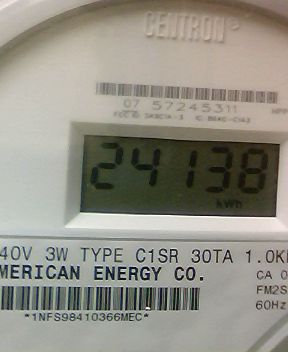 CENTRON®
07 57245311
24138
kWh
40V 3W TYPE C1SR 30TA 1.0K
MERICAN ENERGY CO.
CA 0
FM2S
60Hz
*1NFS98410366MEC*